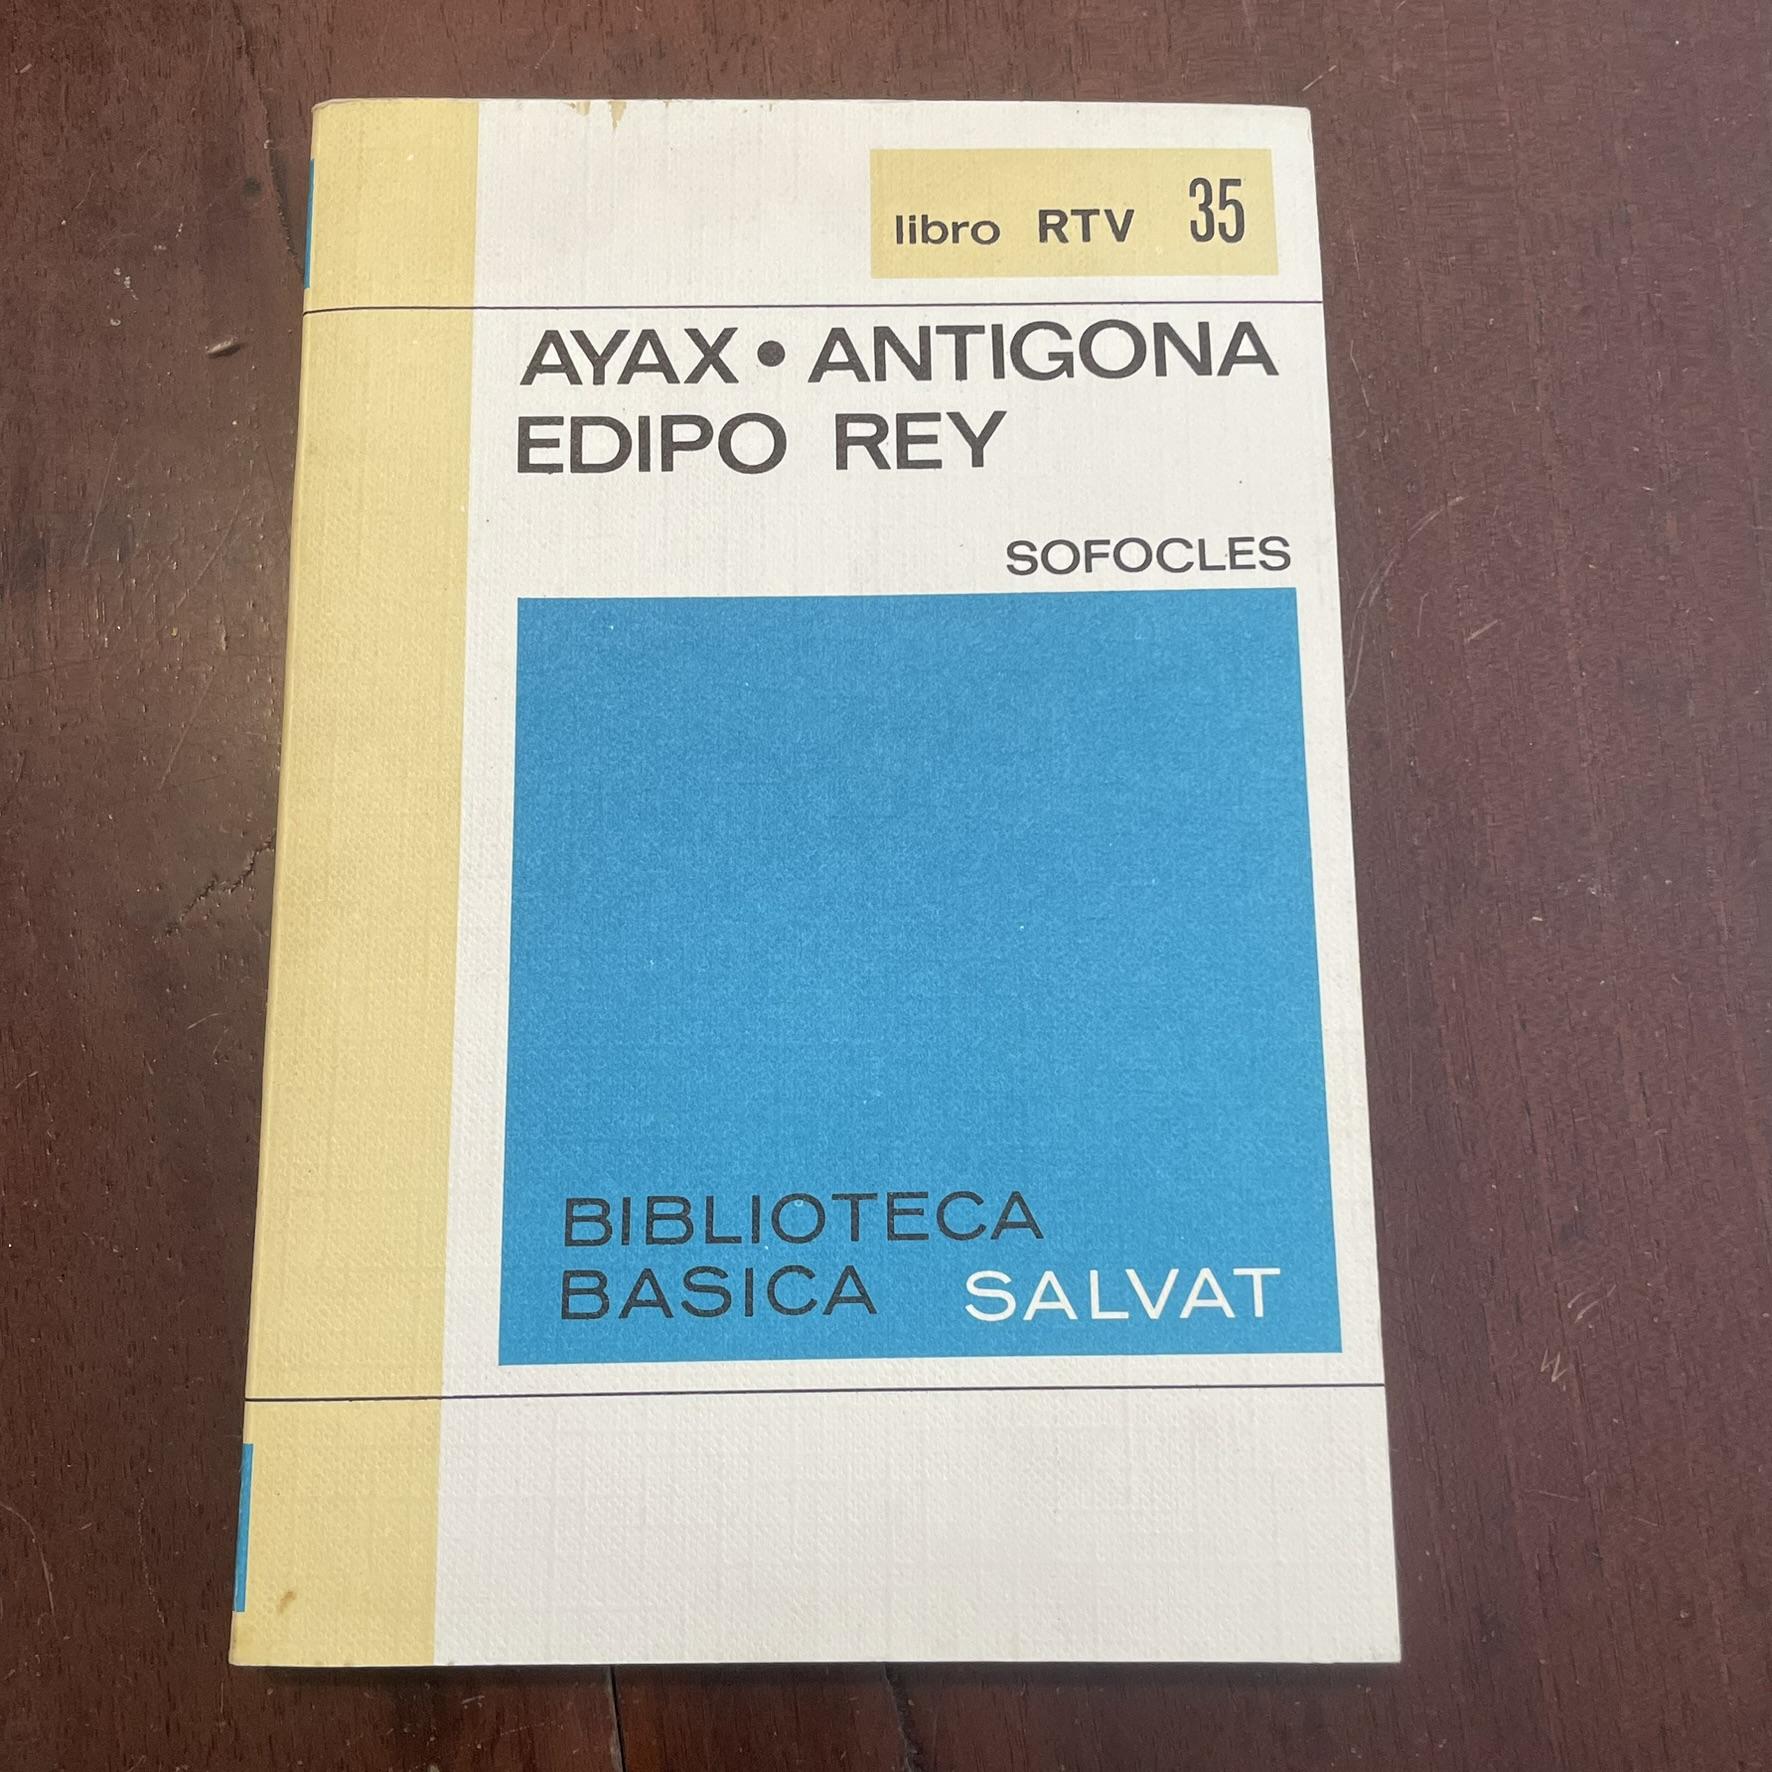 libro RTV 35
AYAX • ANTIGONA
EDIPO REY
SOFOCLES
BIBLIOTECA
BASICA SALVAT